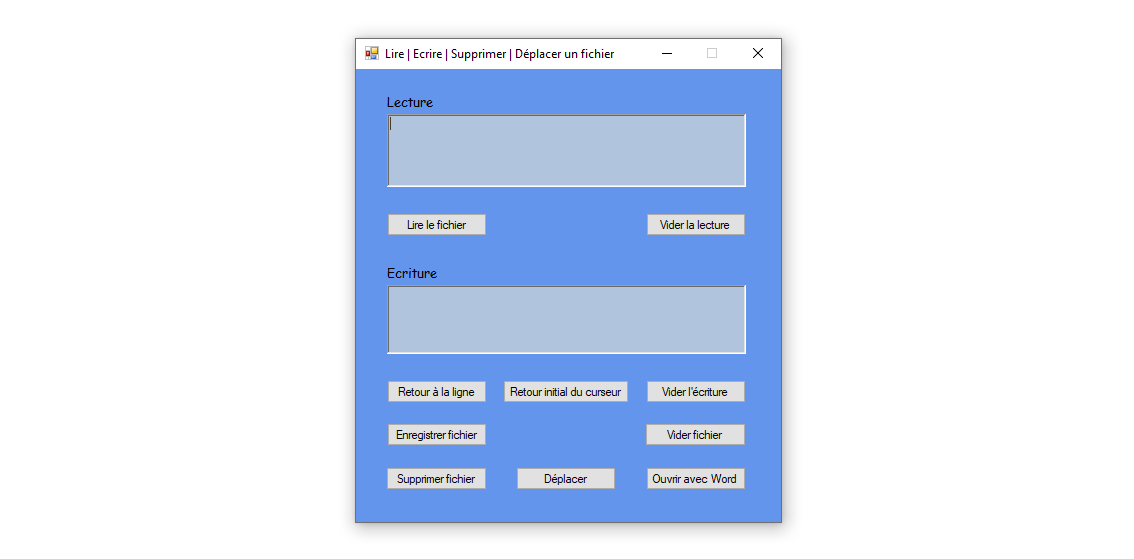 Lire | Ecrire | Supprimer | Déplacer un fichier
Lecture
Lire le fichier
Vider la lecture
Ecriture
Retour à la ligne
Retour initial du curseur
Vider l'écriture
Enregistrer fichier
Vider fichier
Supprimer fichier
Déplacer
Ouvrir avec Word